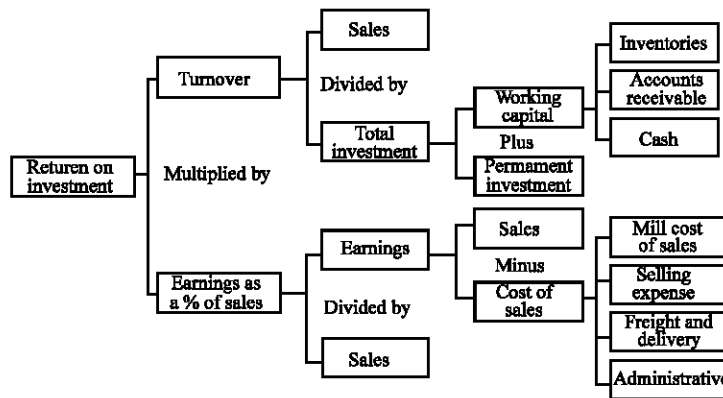 Sales
Inventories
Turnover
Divided by
Working
capital
Accounts
receivable
Total
investment
Plus
Cash
Returen on
investment
Multiplied by
Permament
investment
Earnings
Sales
Mill cost
of sales
Minus
Earnings as
a % of sales
Divided by
Cost of
sales
Selling
expense
Freight and
delivery
Sales
Administrative